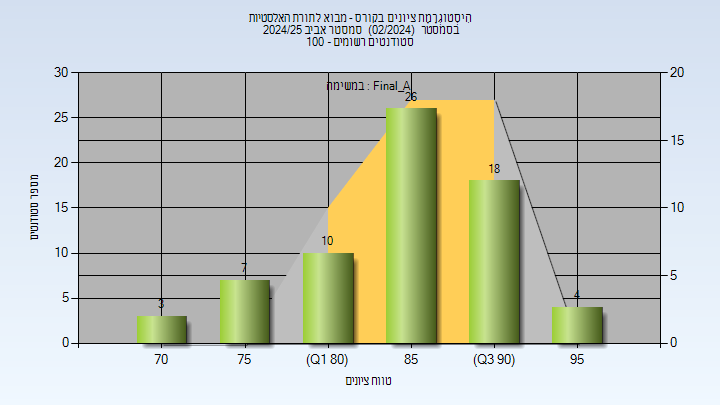 היסטוגרמת ציונים בקורס - מבוא לתורת האלסטיות
בסמסטר (02/2024) סמסטר אביב 2024/25
סטודנטים רשומים - 100
במשימה : Final_A
מספר סטודנטים
30
25
20
15
10
5
0
20
15
10
5
0
3
7
10
26
18
4
70
75
(Q1 80)
85
(Q3 90)
95
טווח ציונים